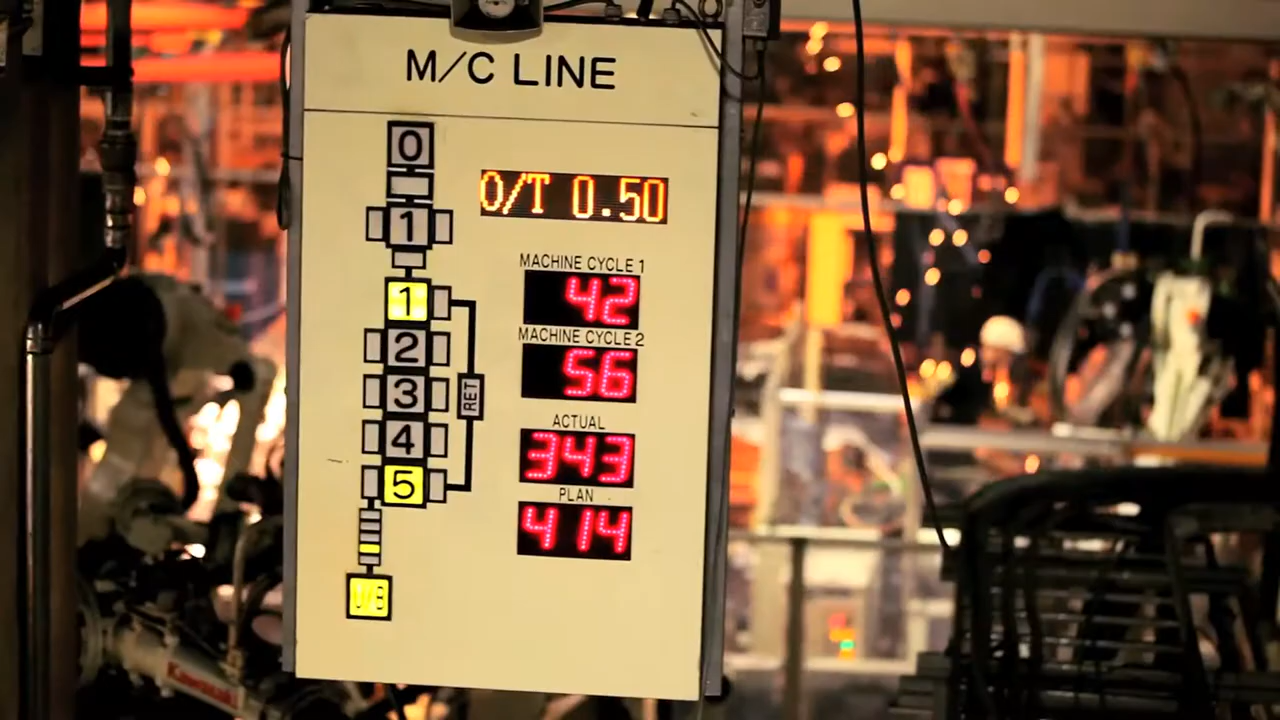 M/C LINE
0
O/T 0.50
1
MACHINE CYCLE 1
1
42
MACHINE CYCLE 2
2
56
3
RET
ACTUAL
4
343
5
PLAN
414
Kawasaki